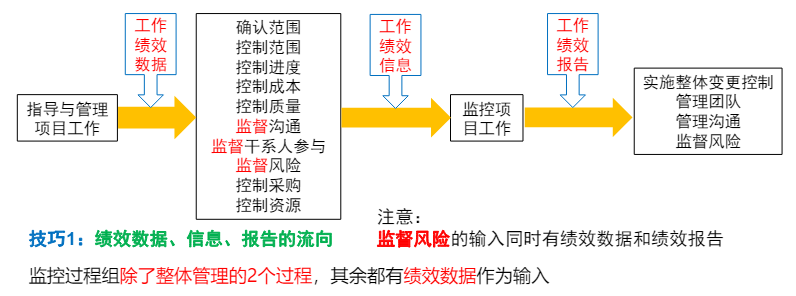 工作
绩效
数据
工作
绩效
信息
工作
绩效
报告
指导与管理
项目工作
确认范围
控制范围
控制进度
控制成本
控制质量
监督沟通
监督干系人参与
监督风险
控制采购
控制资源
监控项
目工作
实施整体变更控制
管理团队
管理沟通
监督风险
技巧1：绩效数据、信息、报告的流向
注意：
监督风险的输入同时有绩效数据和绩效报告
监控过程组除了整体管理的2个过程，其余都有绩效数据作为输入